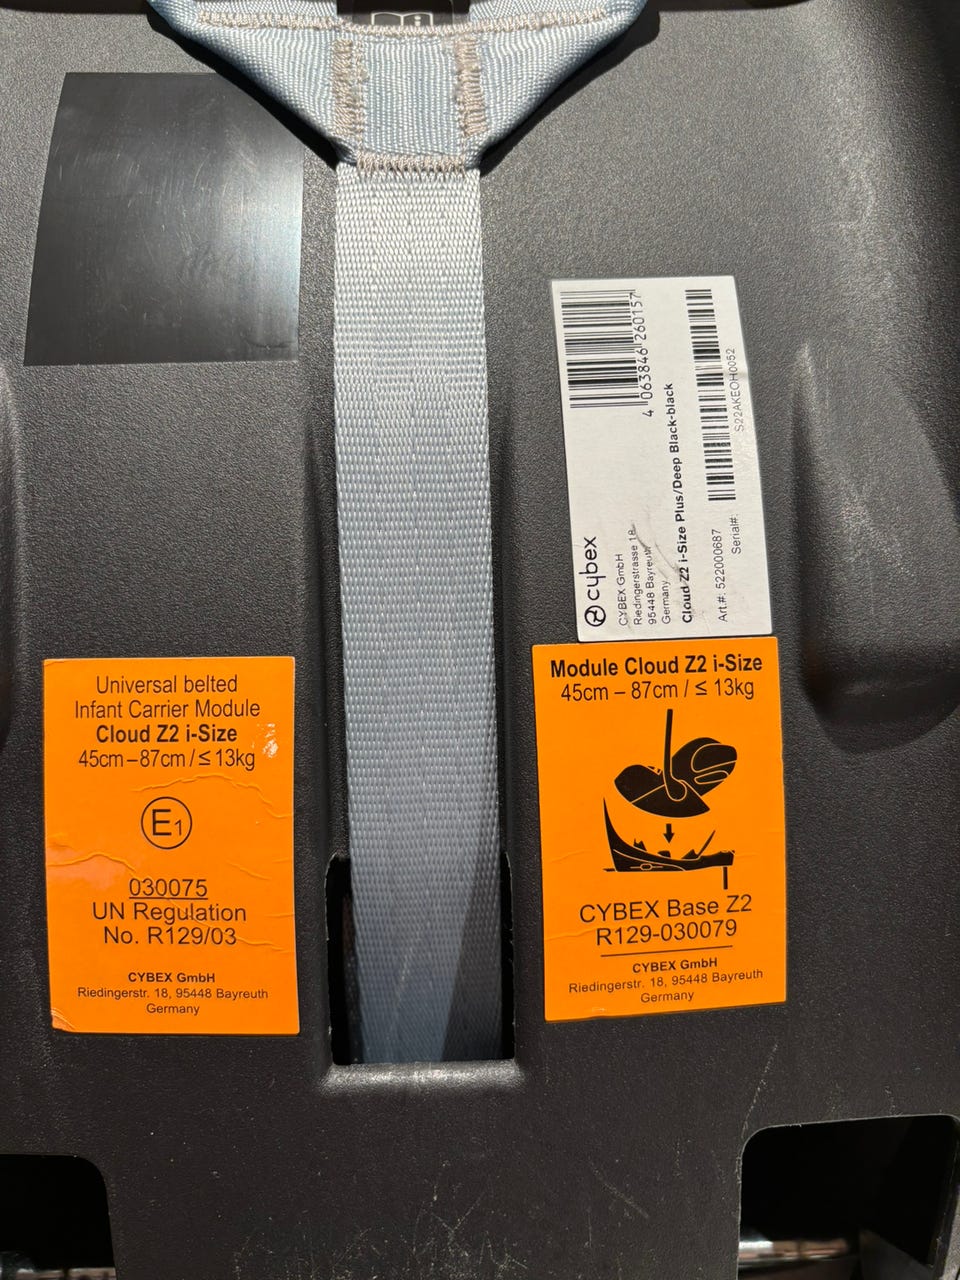 4 063846 260157
cybex
CYBEX GmbH
Riedingerstrasse 18
95448 Bayreuth
Germany
Cloud Z2 i-Size Plus/Deep Black-black
Art.#: 522000687
Serial#:
S22AKEOH0052
Universal belted
Infant Carrier Module
Cloud Z2 i-Size
45cm – 87cm / ≤ 13kg
E1
030075
UN Regulation
No. R129/03
CYBEX GmbH
Riedingerstr. 18, 95448 Bayreuth
Germany
Module Cloud Z2 i-Size
45cm – 87cm / ≤ 13kg
CYBEX Base Z2
R129-030079
CYBEX GmbH
Riedingerstr. 18, 95448 Bayreuth
Germany